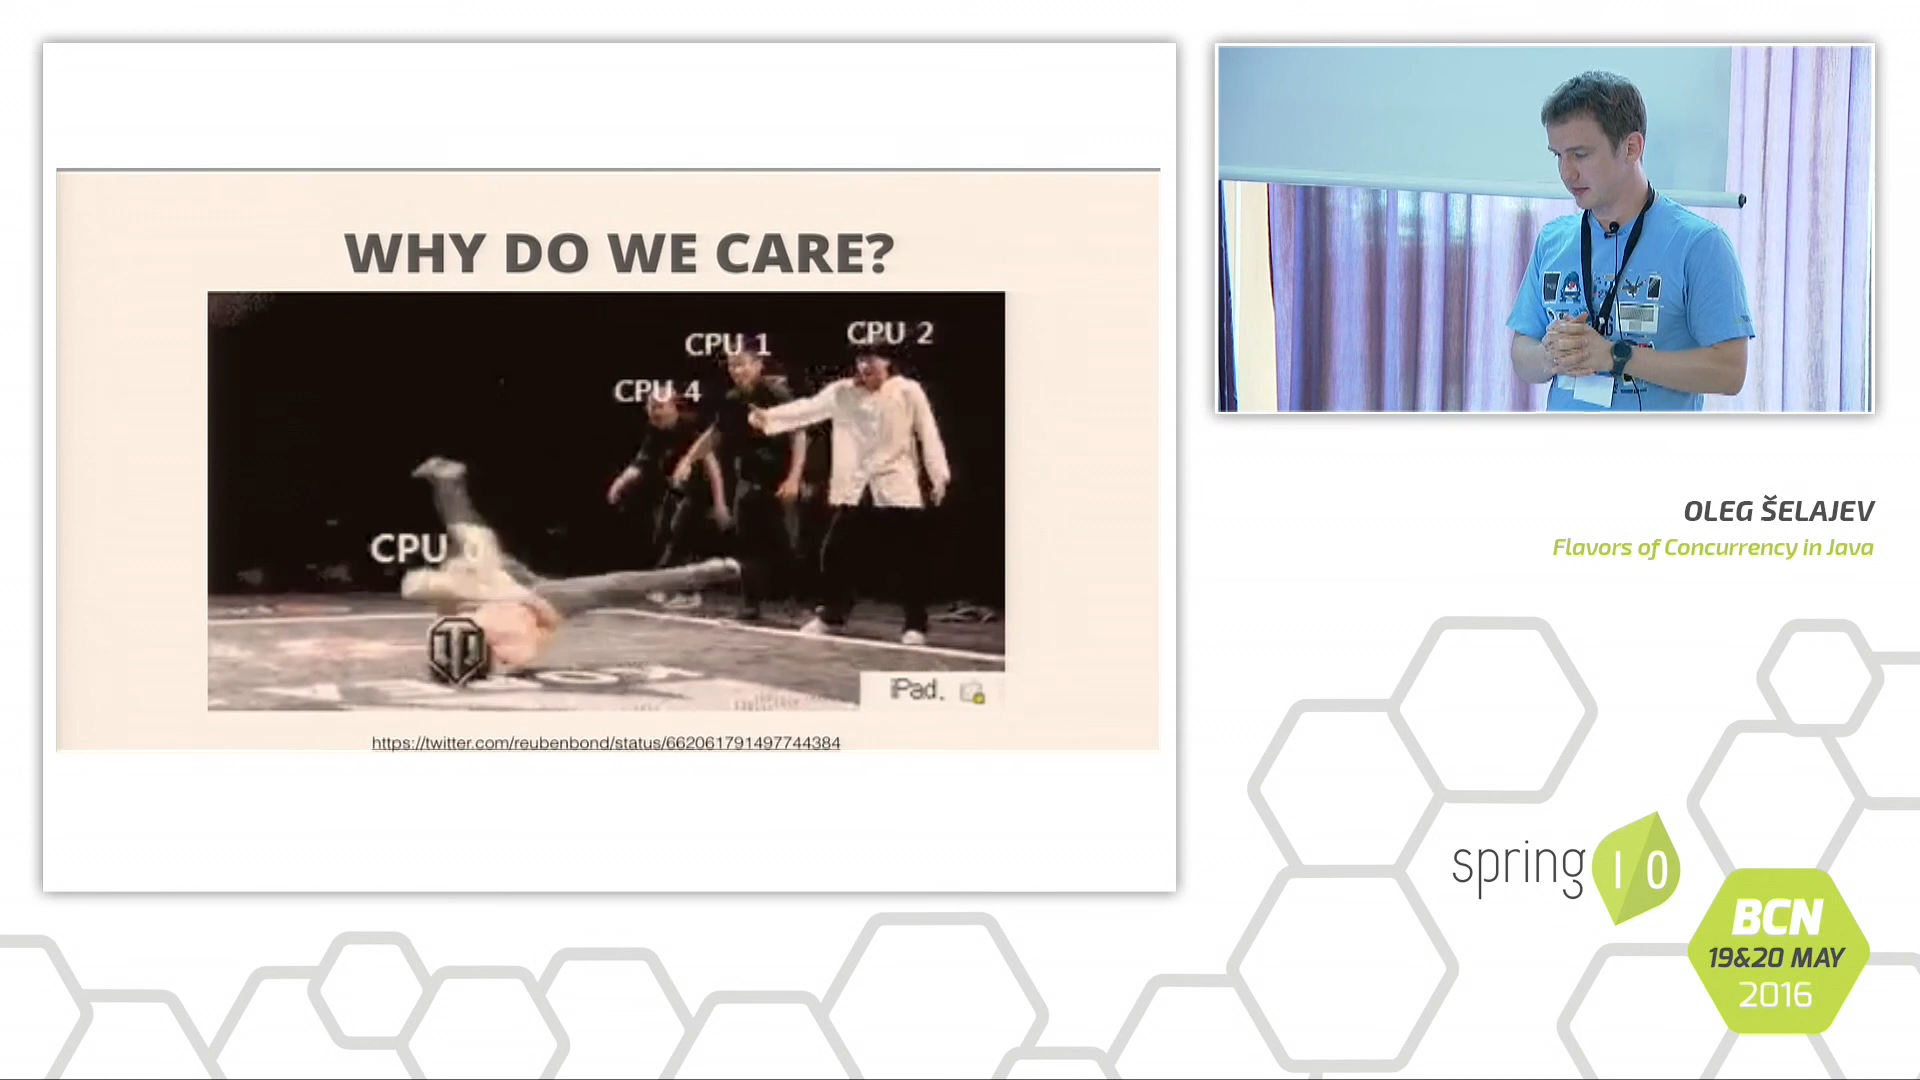 WHY DO WE CARE?
CPU 1
CPU 2
CPU 4
CPU 0
iPad.
https://twitter.com/reubenbond/status/662061791497744384
OLEG ŠELAJEV
Flavors of Concurrency in Java
spring I/O
BCN
19&20 MAY
2016